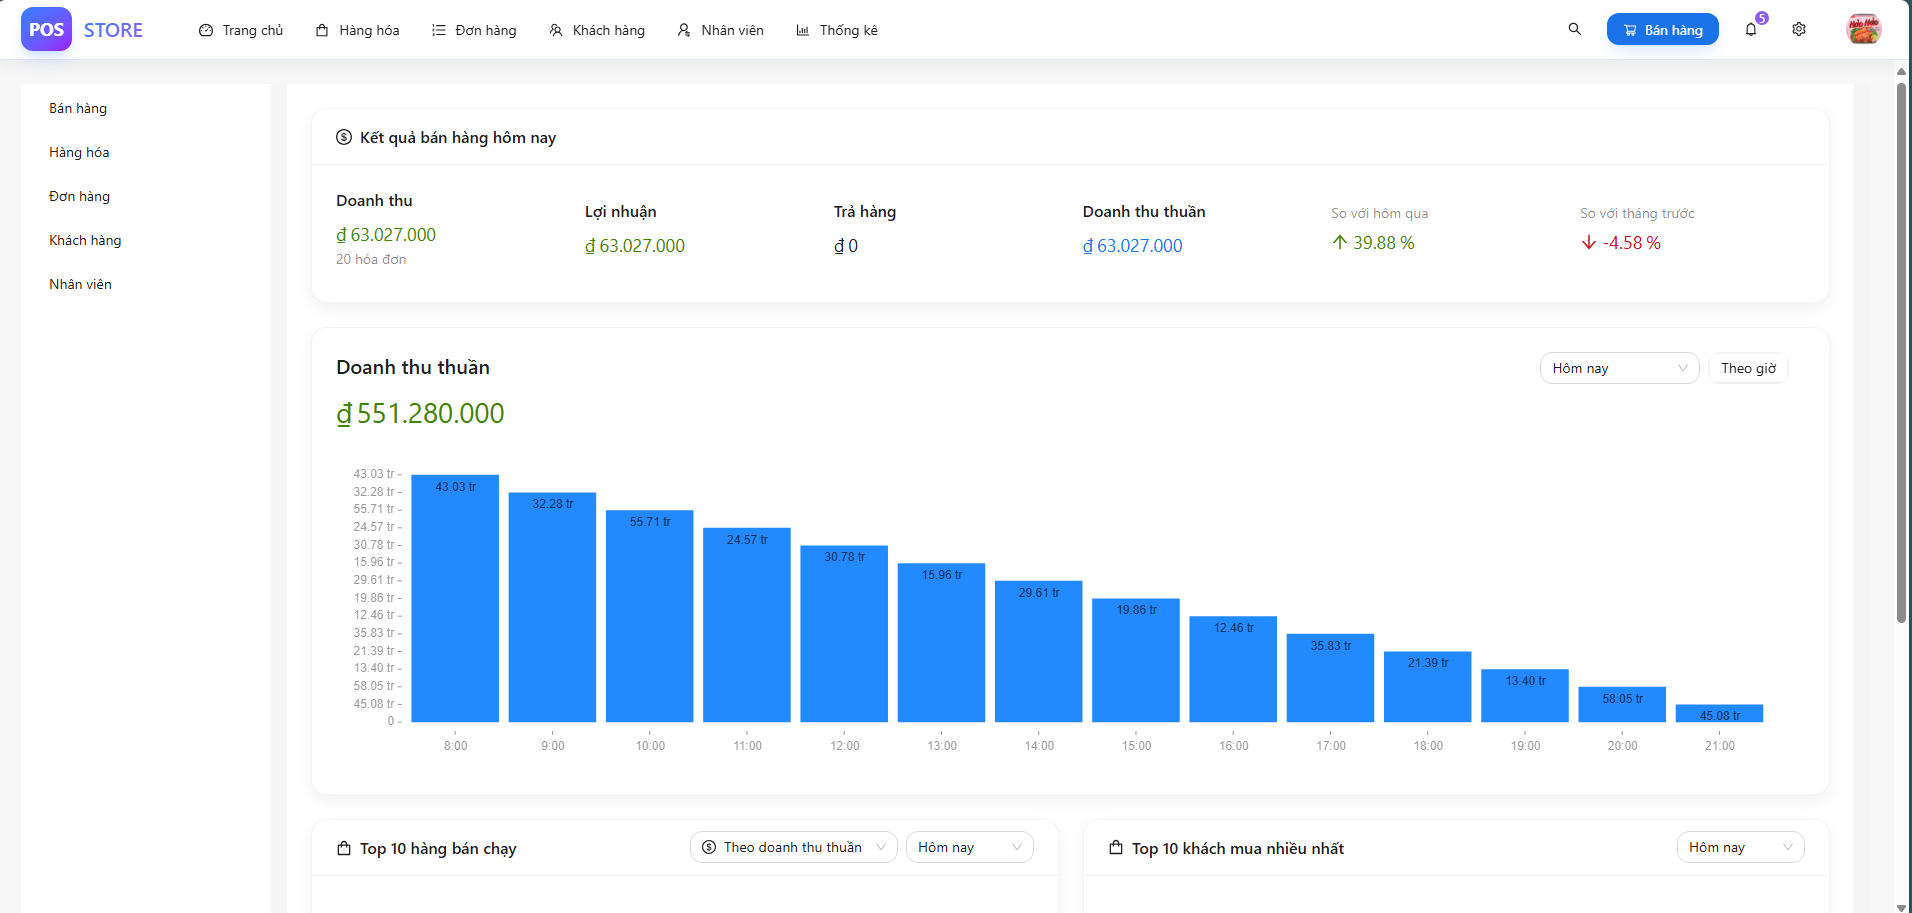 POS STORE Trang chủ Hàng hóa Đơn hàng Khách hàng Nhân viên Thống kê Bán hàng 5
Bán hàng
Hàng hóa
Đơn hàng
Khách hàng
Nhân viên
Kết quả bán hàng hôm nay
Doanh thu
₫ 63.027.000
20 hóa đơn
Lợi nhuận
₫ 63.027.000
Trả hàng
₫ 0
Doanh thu thuần
₫ 63.027.000
So với hôm qua
39.88 %
So với tháng trước
-4.58 %
Doanh thu thuần
Hôm nay
Theo giờ
₫ 551.280.000
43.03 tr
32.28 tr
55.71 tr
24.57 tr
30.78 tr
15.96 tr
29.61 tr
19.86 tr
12.46 tr
35.83 tr
21.39 tr
13.40 tr
58.05 tr
45.08 tr
0
43.03 tr
32.28 tr
55.71 tr
24.57 tr
30.78 tr
15.96 tr
29.61 tr
19.86 tr
12.46 tr
35.83 tr
21.39 tr
13.40 tr
58.05 tr
45.08 tr
8:00 9:00 10:00 11:00 12:00 13:00 14:00 15:00 16:00 17:00 18:00 19:00 20:00 21:00
Top 10 hàng bán chạy
Theo doanh thu thuần
Hôm nay
Top 10 khách mua nhiều nhất
Hôm nay